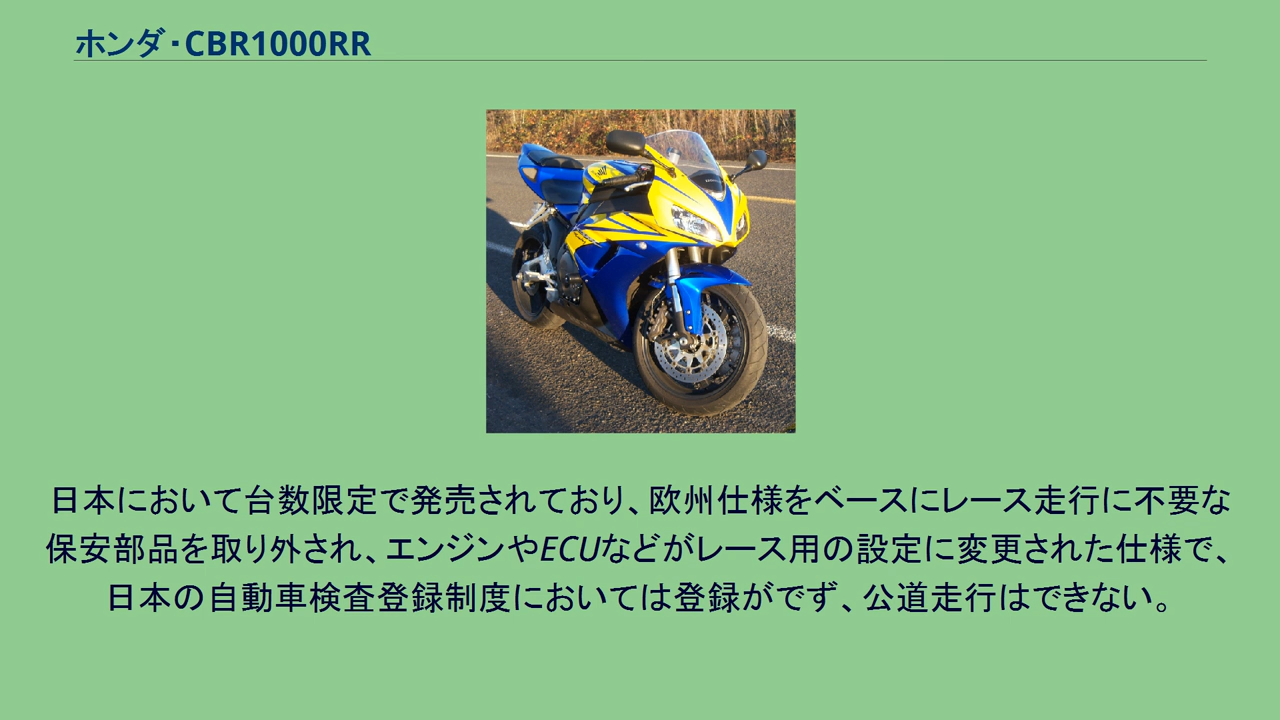 ホンダ・CBR1000RR
日本において台数限定で発売されており、欧州仕様をベースにレース走行に不要な
保安部品を取り外され、エンジンやECUなどがレース用の設定に変更された仕様で、
日本の自動車検査登録制度においては登録がでず、公道走行はできない。